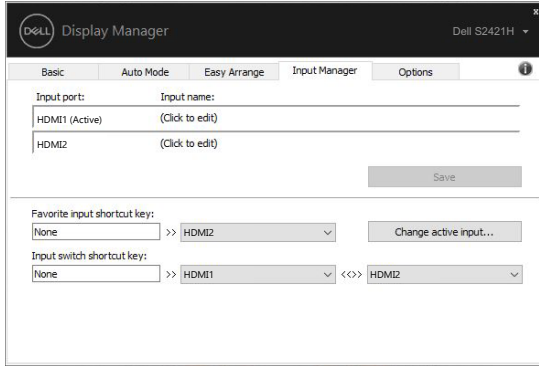 x
DELL Display Manager Dell S2421H
Basic Auto Mode Easy Arrange Input Manager Options i
Input port: Input name:
HDMI1 (Active) (Click to edit)
HDMI2 (Click to edit)
Save
Favorite input shortcut key:
None >> HDMI2 Change active input...
Input switch shortcut key:
None >> HDMI1 <<>> HDMI2